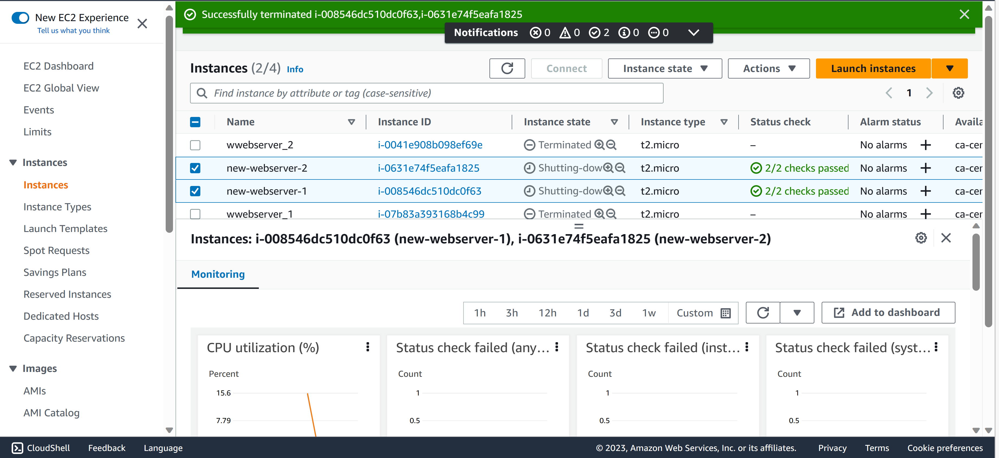 New EC2 Experience
Tell us what you think
EC2 Dashboard
EC2 Global View
Events
Limits
Instances
Instances
Instance Types
Launch Templates
Spot Requests
Savings Plans
Reserved Instances
Dedicated Hosts
Capacity Reservations
Images
AMIs
AMI Catalog
Successfully terminated i-008546dc510dc0f63,i-0631e74f5eafa1825
Notifications 0 0 2 0 0
Instances (2/4) Info
Connect Instance state Actions Launch instances
Find instance by attribute or tag (case-sensitive) 1
Name Instance ID Instance state Instance type Status check Alarm status Availa
wwebserver_2 i-0041e908b098ef69e Terminated t2.micro – No alarms + ca-cer
new-webserver-2 i-0631e74f5eafa1825 Shutting-dow t2.micro 2/2 checks passed No alarms + ca-cer
new-webserver-1 i-008546dc510dc0f63 Shutting-dow t2.micro 2/2 checks passed No alarms + ca-cer
wwebserver_1 i-07b83a393168b4c99 Terminated t2.micro – No alarms + ca-cer
Instances: i-008546dc510dc0f63 (new-webserver-1), i-0631e74f5eafa1825 (new-webserver-2)
Monitoring
1h 3h 12h 1d 3d 1w Custom Add to dashboard
CPU utilization (%)
Percent
15.6
7.79
Status check failed (any...
Count
1
0.5
Status check failed (inst...
Count
1
0.5
Status check failed (syst...
Count
1
0.5
CloudShell Feedback Language © 2023, Amazon Web Services, Inc. or its affiliates. Privacy Terms Cookie preferences